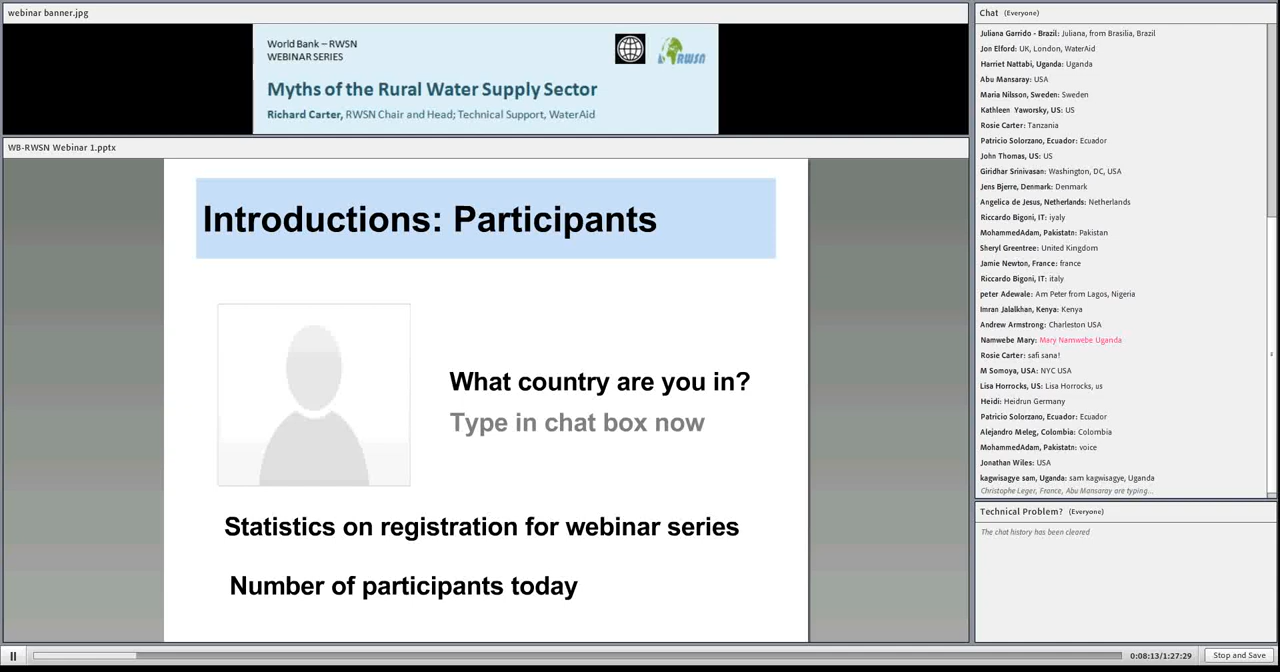 webinar banner.jpg
World Bank – RWSN
WEBINAR SERIES
RWSN
Myths of the Rural Water Supply Sector
Richard Carter, RWSN Chair and Head; Technical Support, WaterAid
WB-RWSN Webinar 1.pptx
Introductions: Participants
What country are you in?
Type in chat box now
Statistics on registration for webinar series
Number of participants today
Chat (Everyone)
Juliana Garrido - Brazil: Juliana, from Brasilia, Brazil
Jon Elford: UK, London, WaterAid
Harriet Nattabi, Uganda: Uganda
Abu Mansaray: USA
Maria Nilsson, Sweden: Sweden
Kathleen Yaworsky, US: US
Rosie Carter: Tanzania
Patricio Solorzano, Ecuador: Ecuador
John Thomas, US: US
Giridhar Srinivasan: Washington, DC, USA
Jens Bjerre, Denmark: Denmark
Angelica de Jesus, Netherlands: Netherlands
Riccardo Bigoni, IT: iyaly
MohammedAdam, Pakistatn: Pakistan
Sheryl Greentree: United Kingdom
Jamie Newton, France: france
Riccardo Bigoni, IT: italy
peter Adewale: Am Peter from Lagos, Nigeria
Imran Jalalkhan, Kenya: Kenya
Andrew Armstrong: Charleston USA
Namwebe Mary: Mary Namwebe Uganda
Rosie Carter: safi sana!
M Somoya, USA: NYC USA
Lisa Horrocks, US: Lisa Horrocks, us
Heidi: Heidrun Germany
Patricio Solorzano, Ecuador: Ecuador
Alejandro Meleg, Colombia: Colombia
MohammedAdam, Pakistatn: voice
Jonathan Wiles: USA
kagwisagye sam, Uganda: sam kagwisagye, Uganda
Christophe Leger, France, Abu Mansaray are typing...
Technical Problem? (Everyone)
The chat history has been cleared
0:08:13/1:27:29
Stop and Save